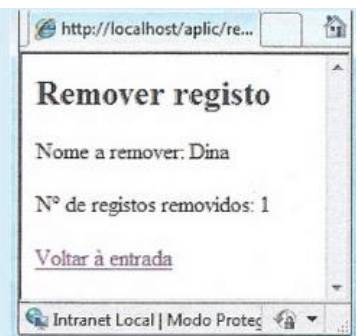 http://localhost/aplic/re...
Remover registo
Nome a remover: Dina
Nº de registos removidos: 1
Voltar à entrada
Intranet Local | Modo Proteg